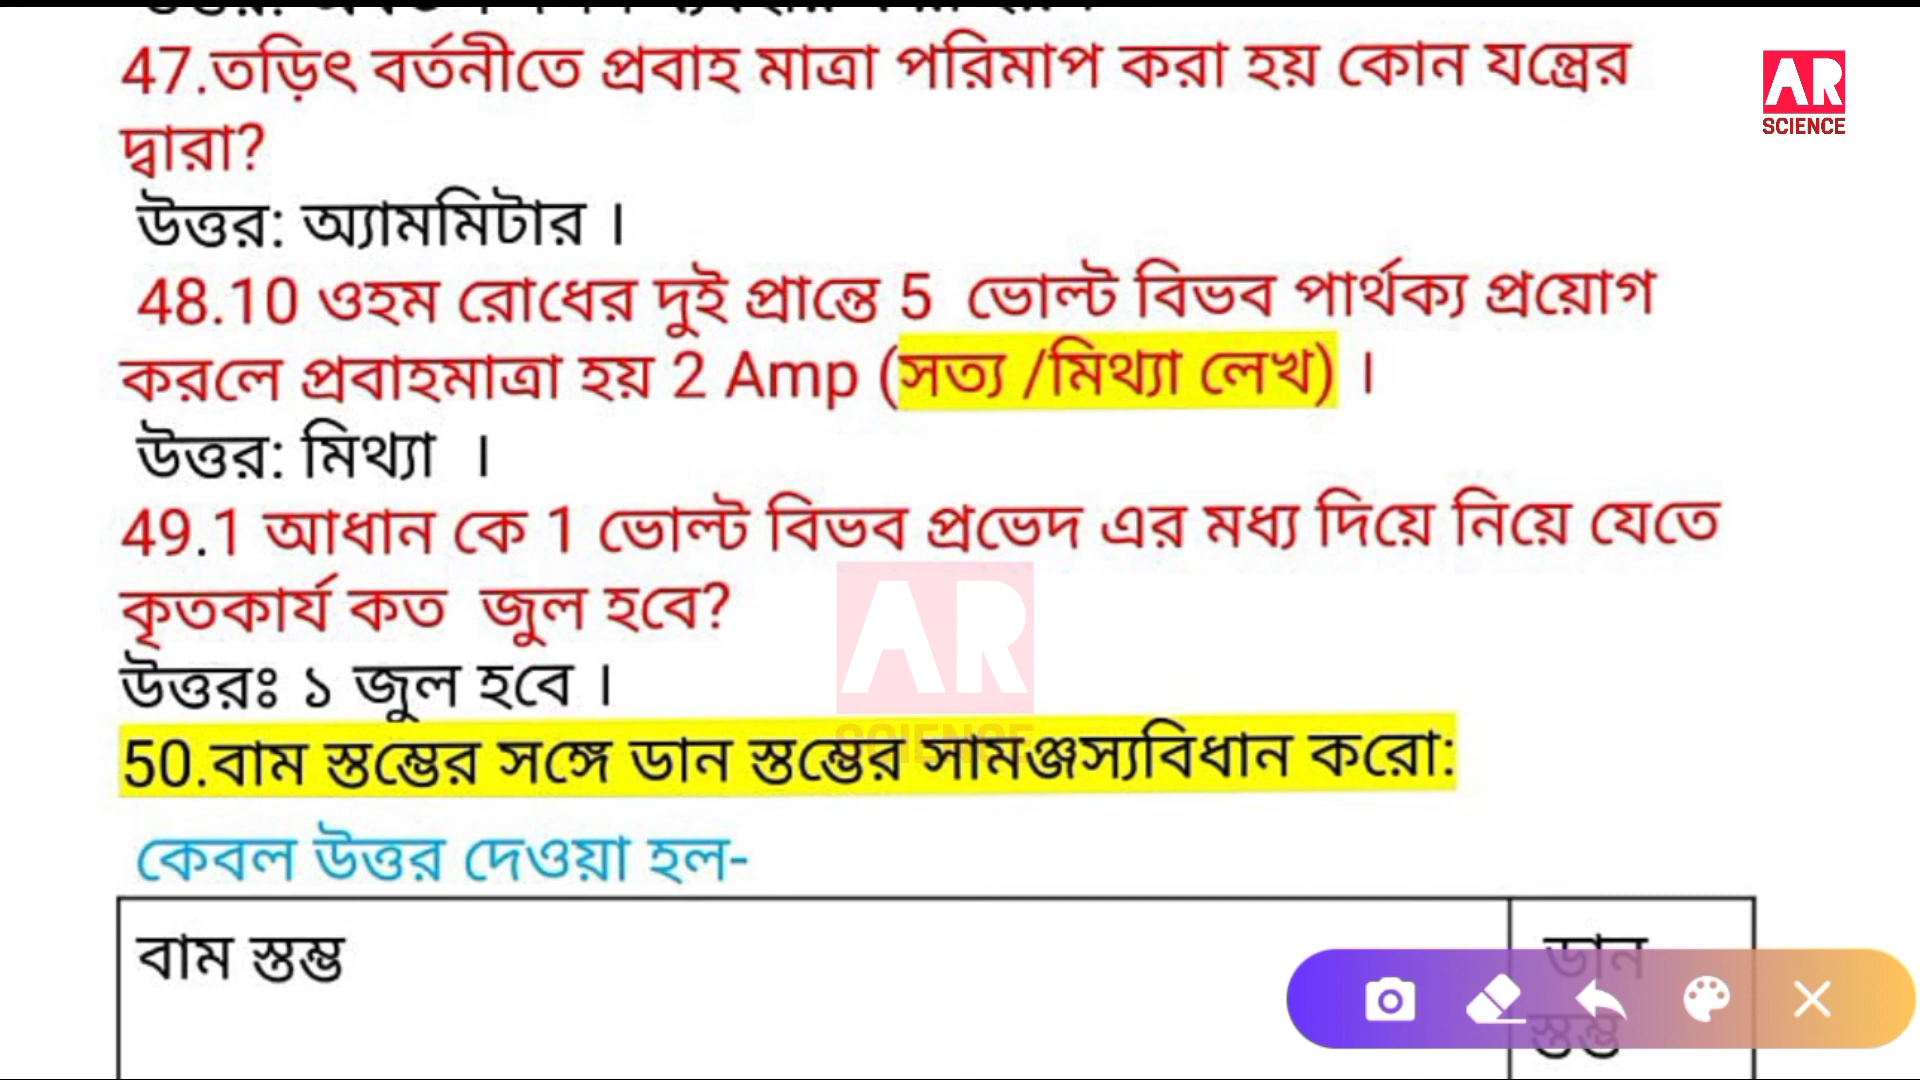 47.তড়িৎ বর্তনীতে প্রবাহ মাত্রা পরিমাপ করা হয় কোন যন্ত্রের
দ্বারা?
উত্তর: অ্যামমিটার ।
48.10 ওহম রোধের দুই প্রান্তে 5 ভোল্ট বিভব পার্থক্য প্রয়োগ
করলে প্রবাহমাত্রা হয় 2 Amp (সত্য /মিথ্যা লেখ) ।
উত্তর: মিথ্যা ।
49.1 আধান কে 1 ভোল্ট বিভব প্রভেদ এর মধ্য দিয়ে নিয়ে যেতে
কৃতকার্য কত জুল হবে?
উত্তরঃ ১ জুল হবে ।
50.বাম স্তম্ভের সঙ্গে ডান স্তম্ভের সামঞ্জস্যবিধান করো:
কেবল উত্তর দেওয়া হল-
বাম স্তম্ভ
ডান
স্তম্ভ
AR
SCIENCE
AR
SCIENCE